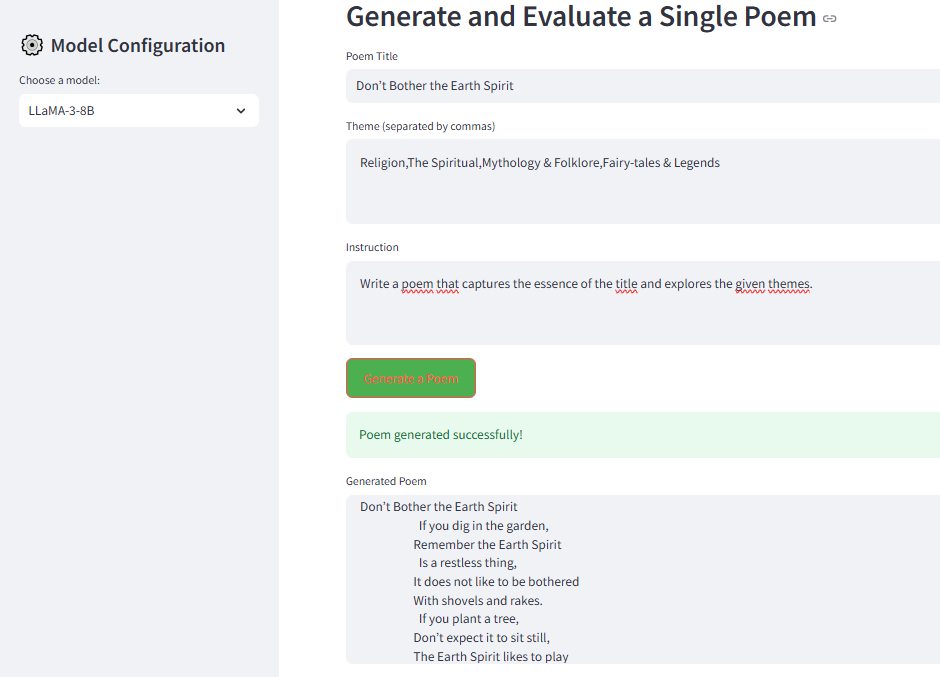 Model Configuration
Choose a model:
LLaMA-3-8B
Generate and Evaluate a Single Poem
Poem Title
Don’t Bother the Earth Spirit
Theme (separated by commas)
Religion,The Spiritual,Mythology & Folklore,Fairy-tales & Legends
Instruction
Write a poem that captures the essence of the title and explores the given themes.
Generate a Poem
Poem generated successfully!
Generated Poem
Don’t Bother the Earth Spirit
If you dig in the garden,
Remember the Earth Spirit
Is a restless thing,
It does not like to be bothered
With shovels and rakes.
If you plant a tree,
Don’t expect it to sit still,
The Earth Spirit likes to play